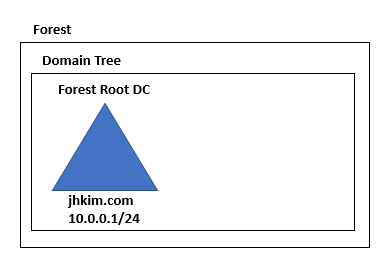 Forest
Domain Tree
Forest Root DC
jhkim.com
10.0.0.1/24